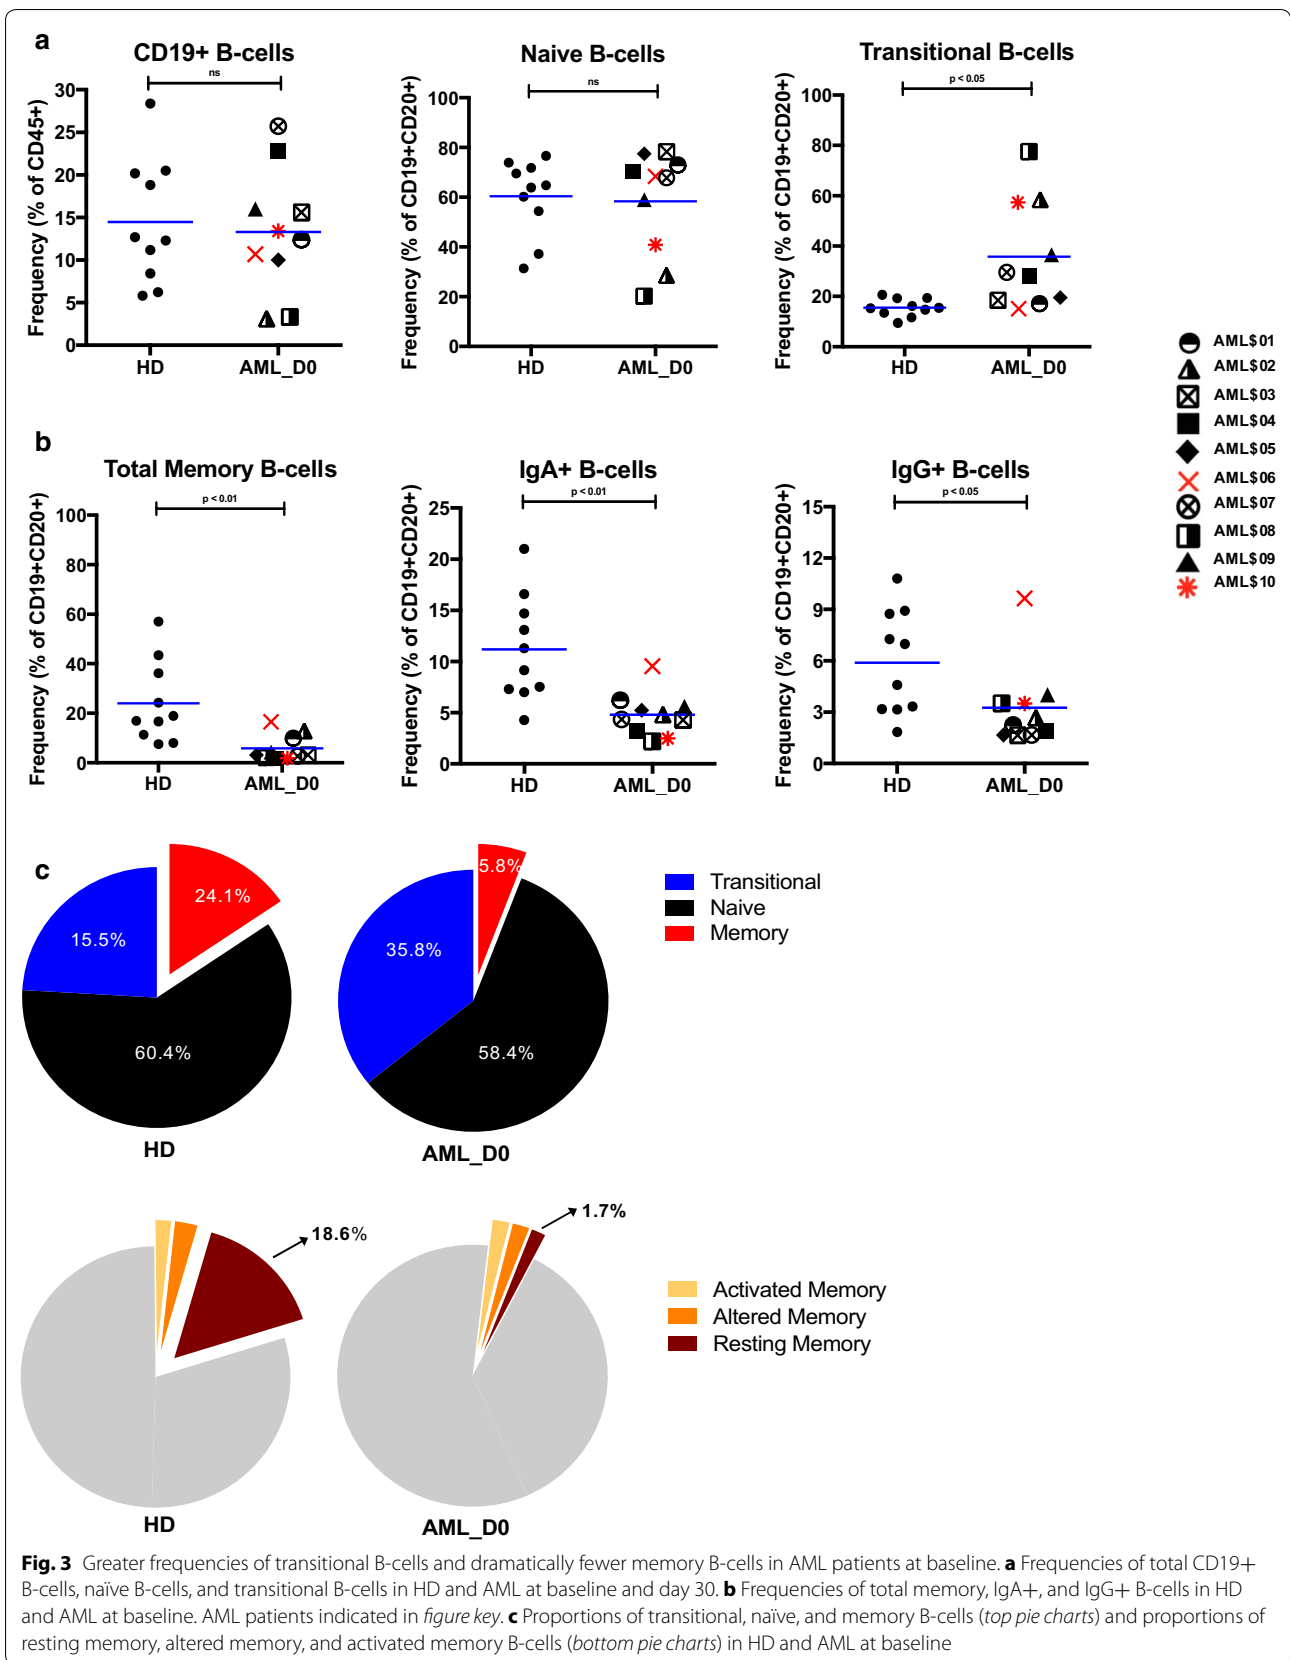 a
CD19+ B-cells
Naive B-cells
Transitional B-cells
ns
ns
p < 0.05
Frequency (% of CD45+)
30
25
20
15
10
5
0
HD
AML_D0
Frequency (% of CD19+CD20+)
100
80
60
40
20
0
HD
AML_D0
Frequency (% of CD19+CD20+)
100
80
60
40
20
0
HD
AML_D0
AML$01
AML$02
AML$03
AML$04
AML$05
AML$06
AML$07
AML$08
AML$09
AML$10
b
Total Memory B-cells
IgA+ B-cells
IgG+ B-cells
p < 0.01
p < 0.01
p < 0.05
Frequency (% of CD19+CD20+)
100
80
60
40
20
0
HD
AML_D0
Frequency (% of CD19+CD20+)
25
20
15
10
5
0
HD
AML_D0
Frequency (% of CD19+CD20+)
15
12
9
6
3
0
HD
AML_D0
c
24.1%
15.5%
60.4%
HD
5.8%
35.8%
58.4%
AML_D0
Transitional
Naive
Memory
18.6%
HD
1.7%
AML_D0
Activated Memory
Altered Memory
Resting Memory
Fig. 3 Greater frequencies of transitional B-cells and dramatically fewer memory B-cells in AML patients at baseline. a Frequencies of total CD19+
B-cells, naïve B-cells, and transitional B-cells in HD and AML at baseline and day 30. b Frequencies of total memory, IgA+, and IgG+ B-cells in HD
and AML at baseline. AML patients indicated in figure key. c Proportions of transitional, naïve, and memory B-cells (top pie charts) and proportions of
resting memory, altered memory, and activated memory B-cells (bottom pie charts) in HD and AML at baseline